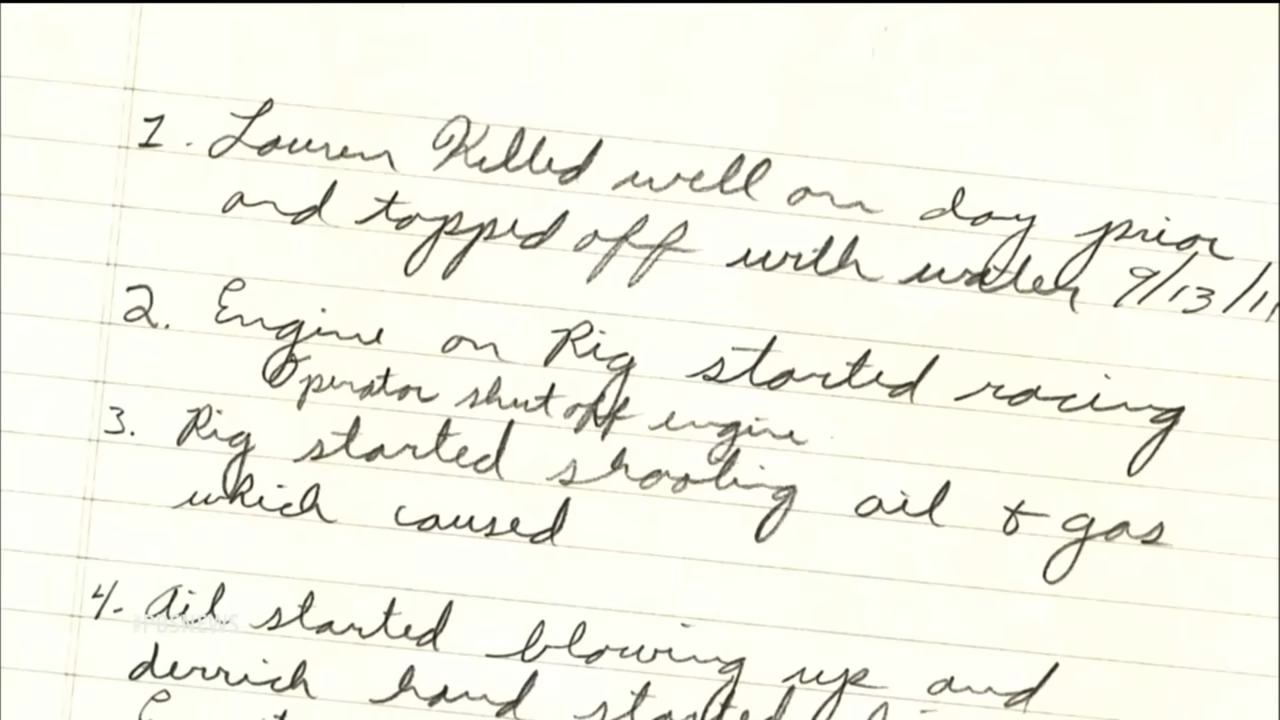 1. Lauren Killed well on day prior
and topped off with water 9/13/11
2. Engine on Rig started racing
Operator shut off engine
3. Rig started shooting oil & gas
which caused
4. Oil started blowing up and
#PBSNEWS
derrick hand started